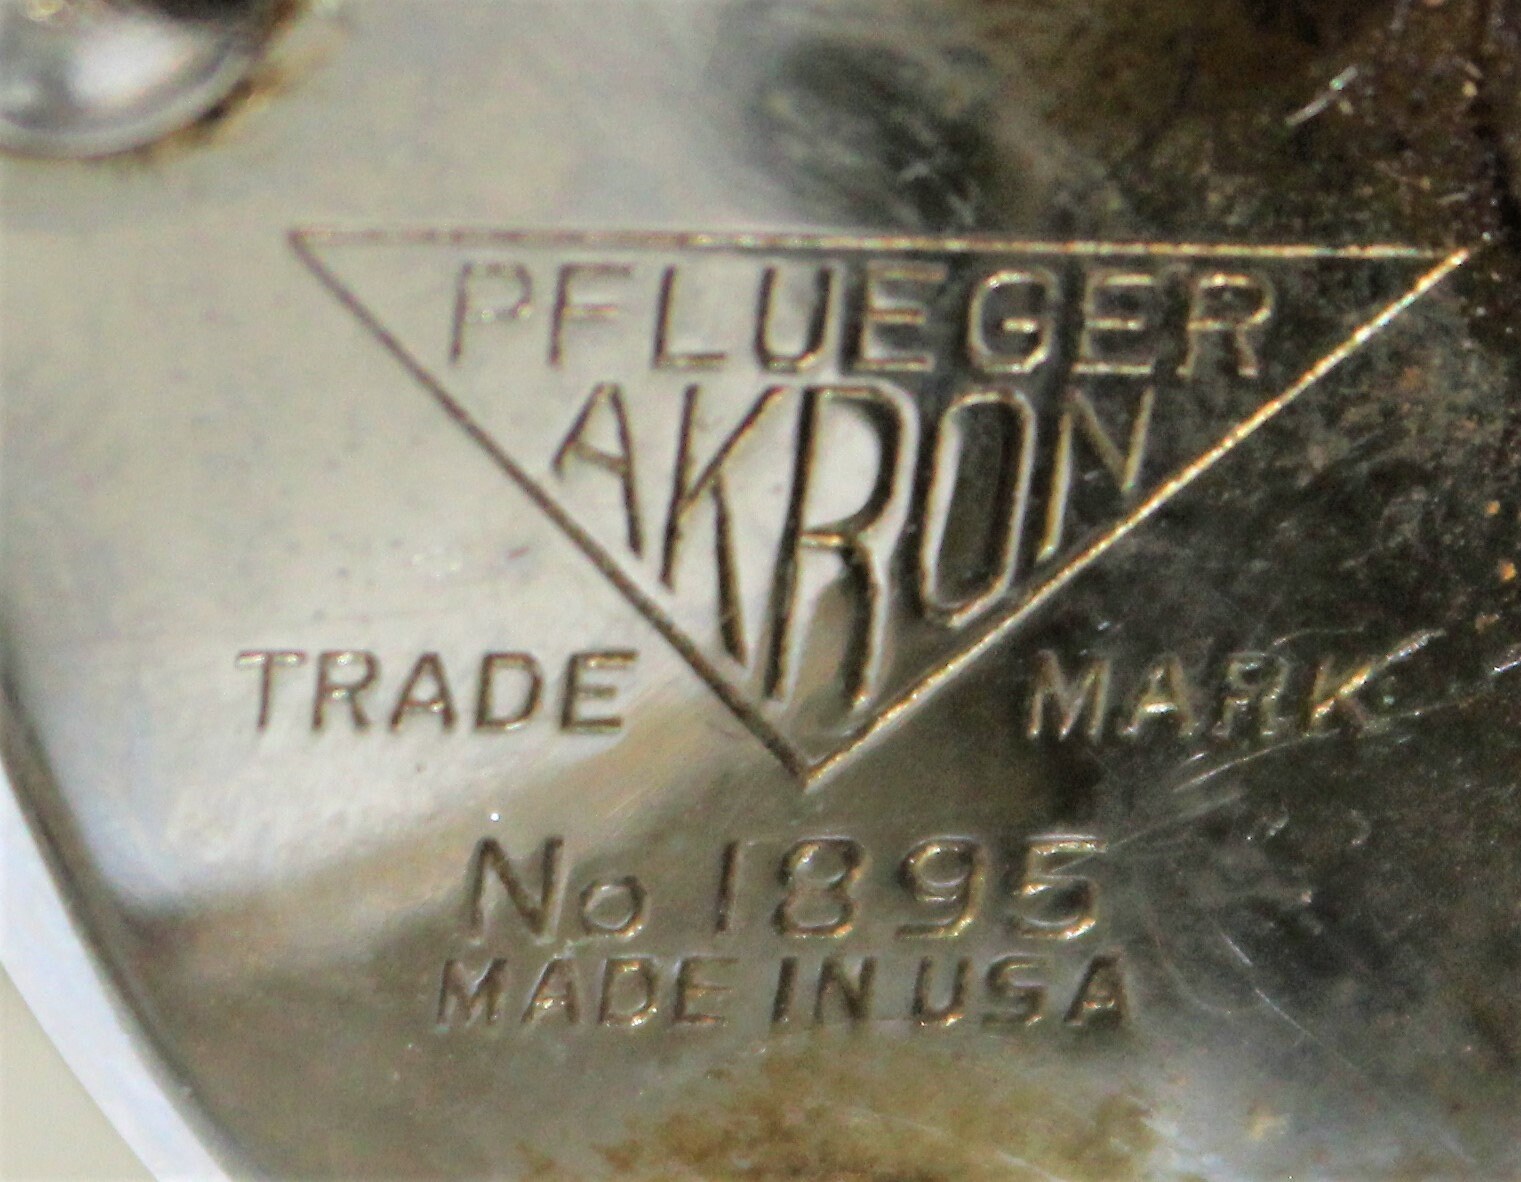 PFLUEGER
AKRON
TRADE MARK
No 1895
MADE IN USA